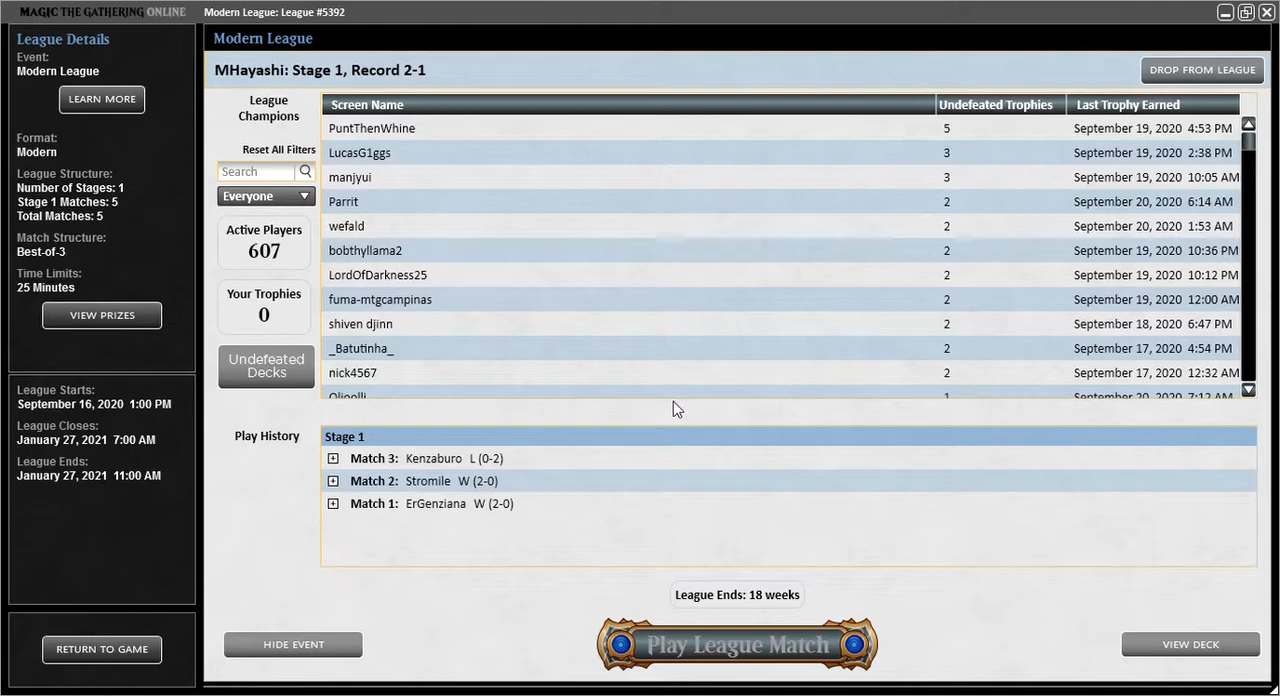 MAGIC THE GATHERING ONLINE
Modern League: League #5392
League Details
Event:
Modern League
LEARN MORE
Format:
Modern
League Structure:
Number of Stages: 1
Stage 1 Matches: 5
Total Matches: 5
Match Structure:
Best-of-3
Time Limits:
25 Minutes
VIEW PRIZES
League Starts:
September 16, 2020 1:00 PM
League Closes:
January 27, 2021 7:00 AM
League Ends:
January 27, 2021 11:00 AM
RETURN TO GAME
Modern League
MHayashi: Stage 1, Record 2-1
DROP FROM LEAGUE
League
Champions
Reset All Filters
Search
Everyone
Active Players
607
Your Trophies
0
Undefeated
Decks
Screen Name Undefeated Trophies Last Trophy Earned
PuntThenWhine 5 September 19, 2020 4:53 PM
LucasG1ggs 3 September 19, 2020 2:38 PM
manjyui 3 September 19, 2020 10:05 AM
Parrit 2 September 20, 2020 6:14 AM
wefald 2 September 20, 2020 1:53 AM
bobthyllama2 2 September 19, 2020 10:36 PM
LordOfDarkness25 2 September 19, 2020 10:12 PM
fuma-mtgcampinas 2 September 19, 2020 12:00 AM
shiven djinn 2 September 18, 2020 6:47 PM
_Batutinha_ 2 September 17, 2020 4:54 PM
nick4567 2 September 17, 2020 12:32 AM
1 September 20, 2020 7:12 AM
Play History
Stage 1
Match 3: Kenzaburo L (0-2)
Match 2: Stromile W (2-0)
Match 1: ErGenziana W (2-0)
League Ends: 18 weeks
HIDE EVENT
Play League Match
VIEW DECK